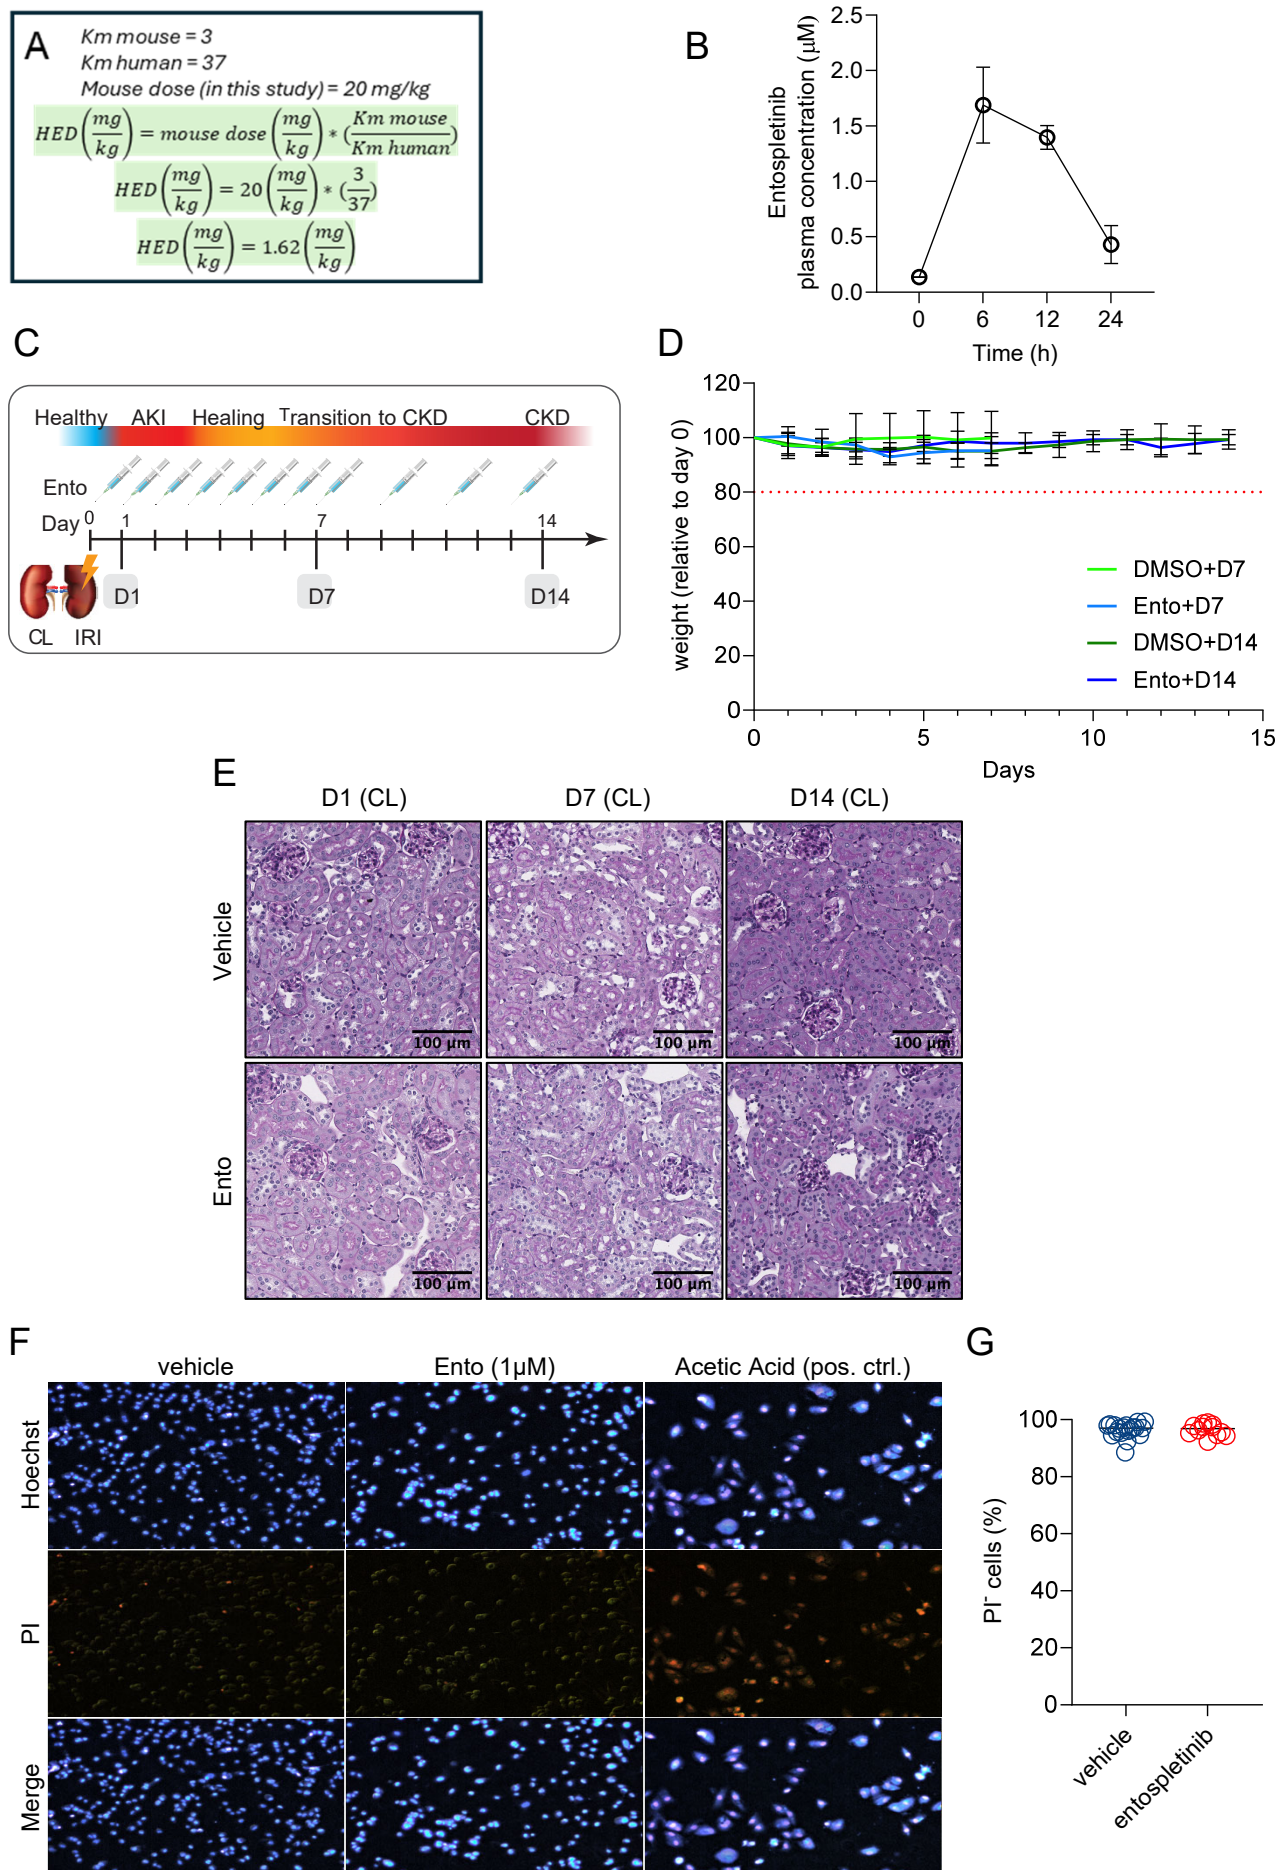 A
Km mouse = 3
Km human = 37
Mouse dose (in this study) = 20 mg/kg
HED(mg/kg) = mouse dose(mg/kg) * (Km mouse/Km human)
HED(mg/kg) = 20(mg/kg) * (3/37)
HED(mg/kg) = 1.62(mg/kg)
B
Entospletinib
plasma concentration (µM)
2.5
2.0
1.5
1.0
0.5
0.0
0 6 12 24
Time (h)
C
Healthy AKI Healing Transition to CKD CKD
Ento
Day 0 1 7 14
D1 D7 D14
CL IRI
D
weight (relative to day 0)
120
100
80
60
40
20
0
0 5 10 15
Days
DMSO+D7
Ento+D7
DMSO+D14
Ento+D14
E
D1 (CL) D7 (CL) D14 (CL)
Vehicle
100 µm 100 µm 100 µm
Ento
100 µm 100 µm 100 µm
F
vehicle Ento (1µM) Acetic Acid (pos. ctrl.)
Hoechst
PI
Merge
G
PI- cells (%)
100
80
60
40
20
0
vehicle
entospletinib